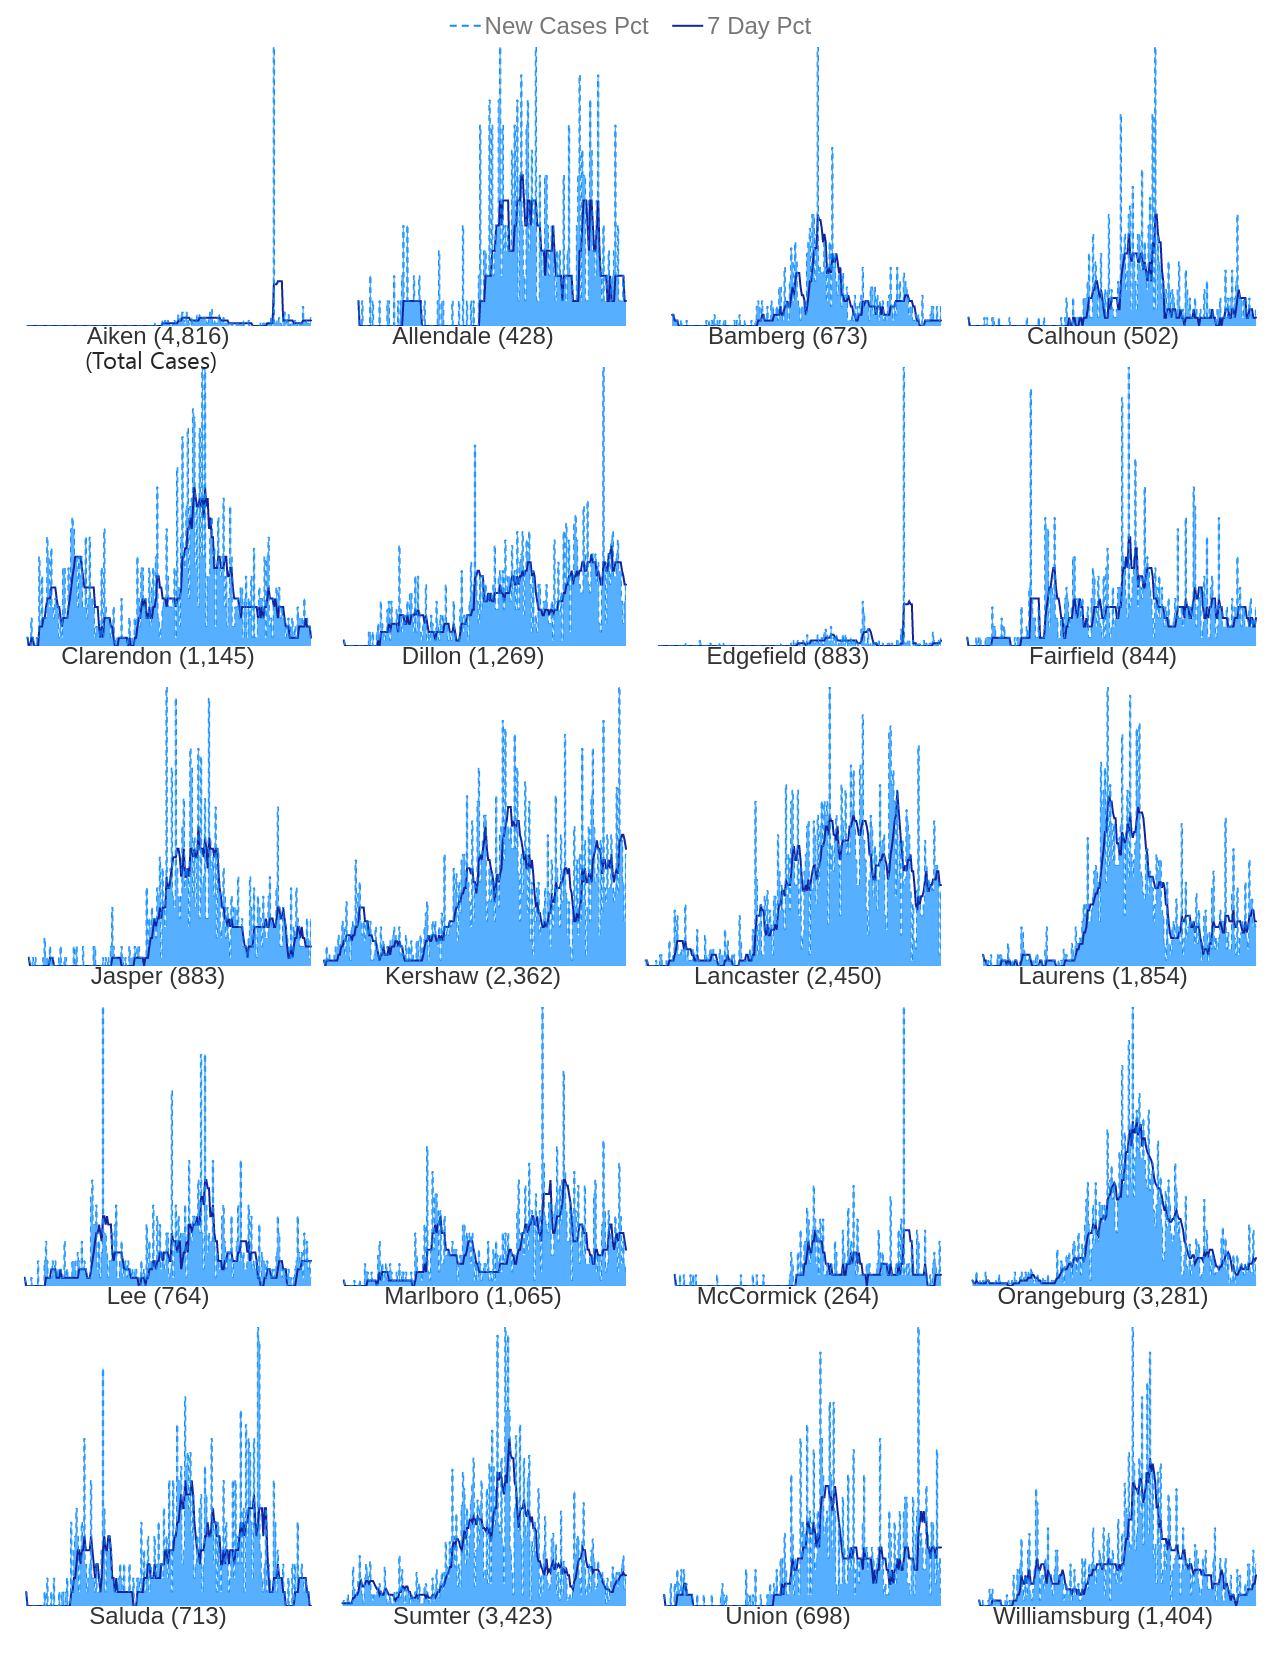 New Cases Pct 7 Day Pct
Aiken (4,816) Allendale (428) Bamberg (673) Calhoun (502)
(Total Cases)
Clarendon (1,145) Dillon (1,269) Edgefield (883) Fairfield (844)
Jasper (883) Kershaw (2,362) Lancaster (2,450) Laurens (1,854)
Lee (764) Marlboro (1,065) McCormick (264) Orangeburg (3,281)
Saluda (713) Sumter (3,423) Union (698) Williamsburg (1,404)